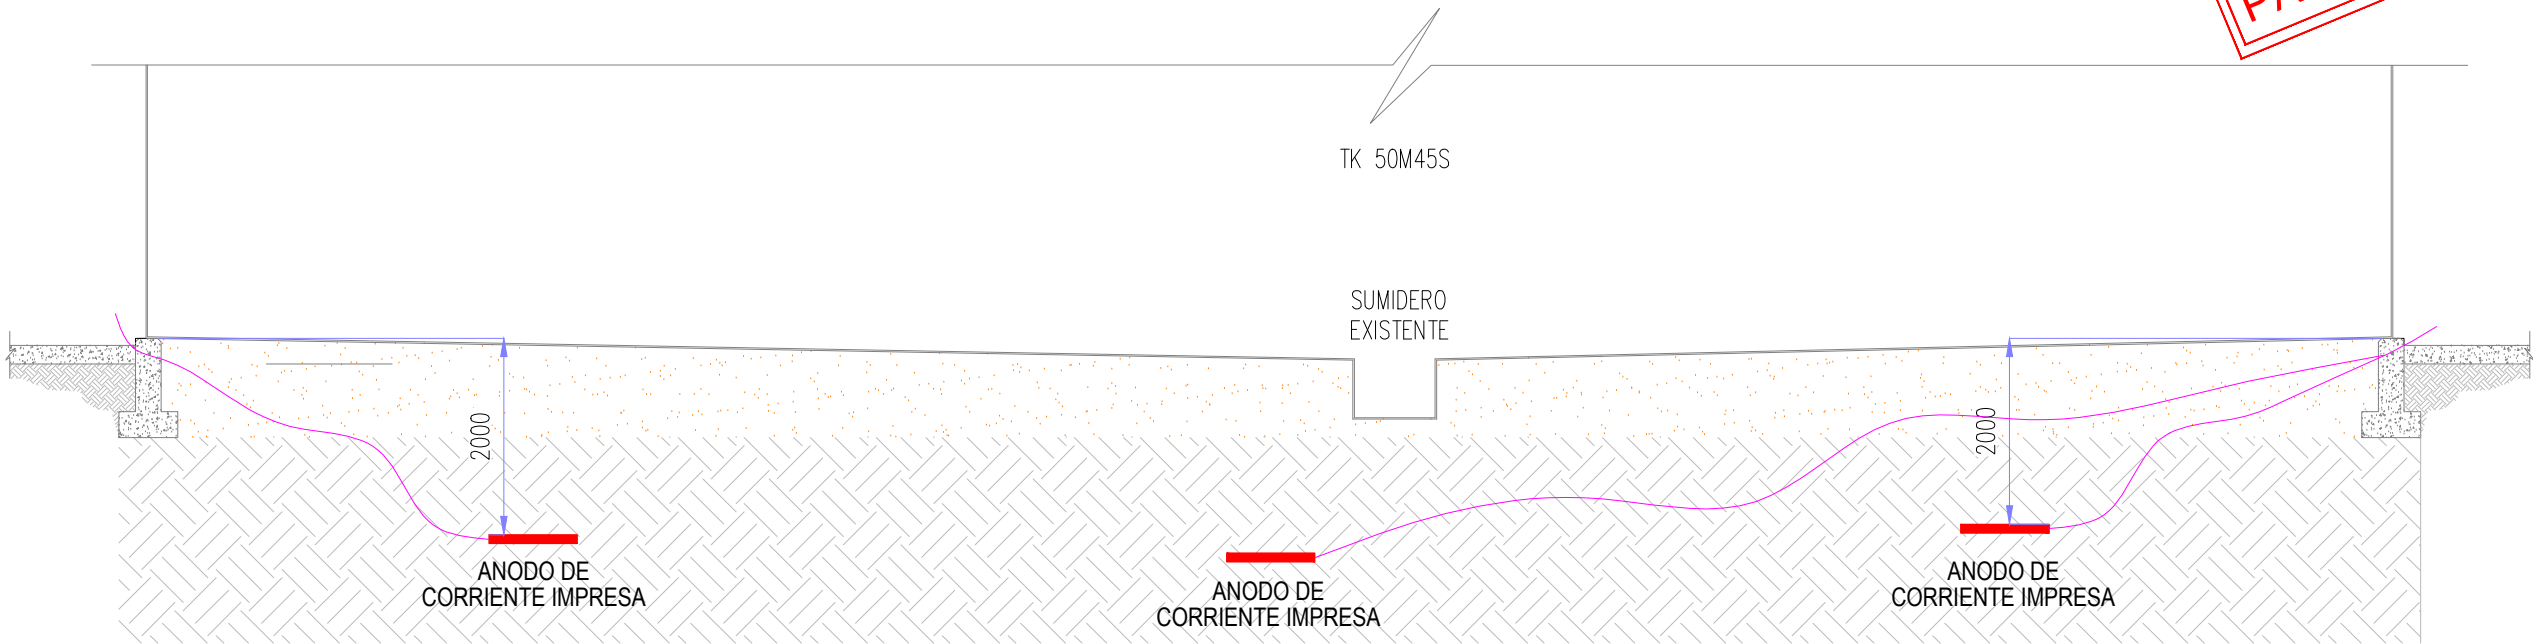 TK 50M45S
SUMIDERO
EXISTENTE
2000
2000
ANODO DE
CORRIENTE IMPRESA
ANODO DE
CORRIENTE IMPRESA
ANODO DE
CORRIENTE IMPRESA